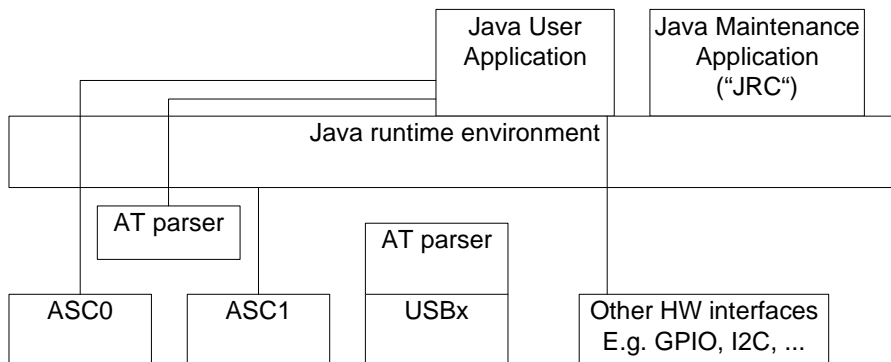 Java User
Application
Java Maintenance
Application
(“JRC“)
Java runtime environment
AT parser
AT parser
ASC0
ASC1
USBx
Other HW interfaces
E.g. GPIO, I2C, ...